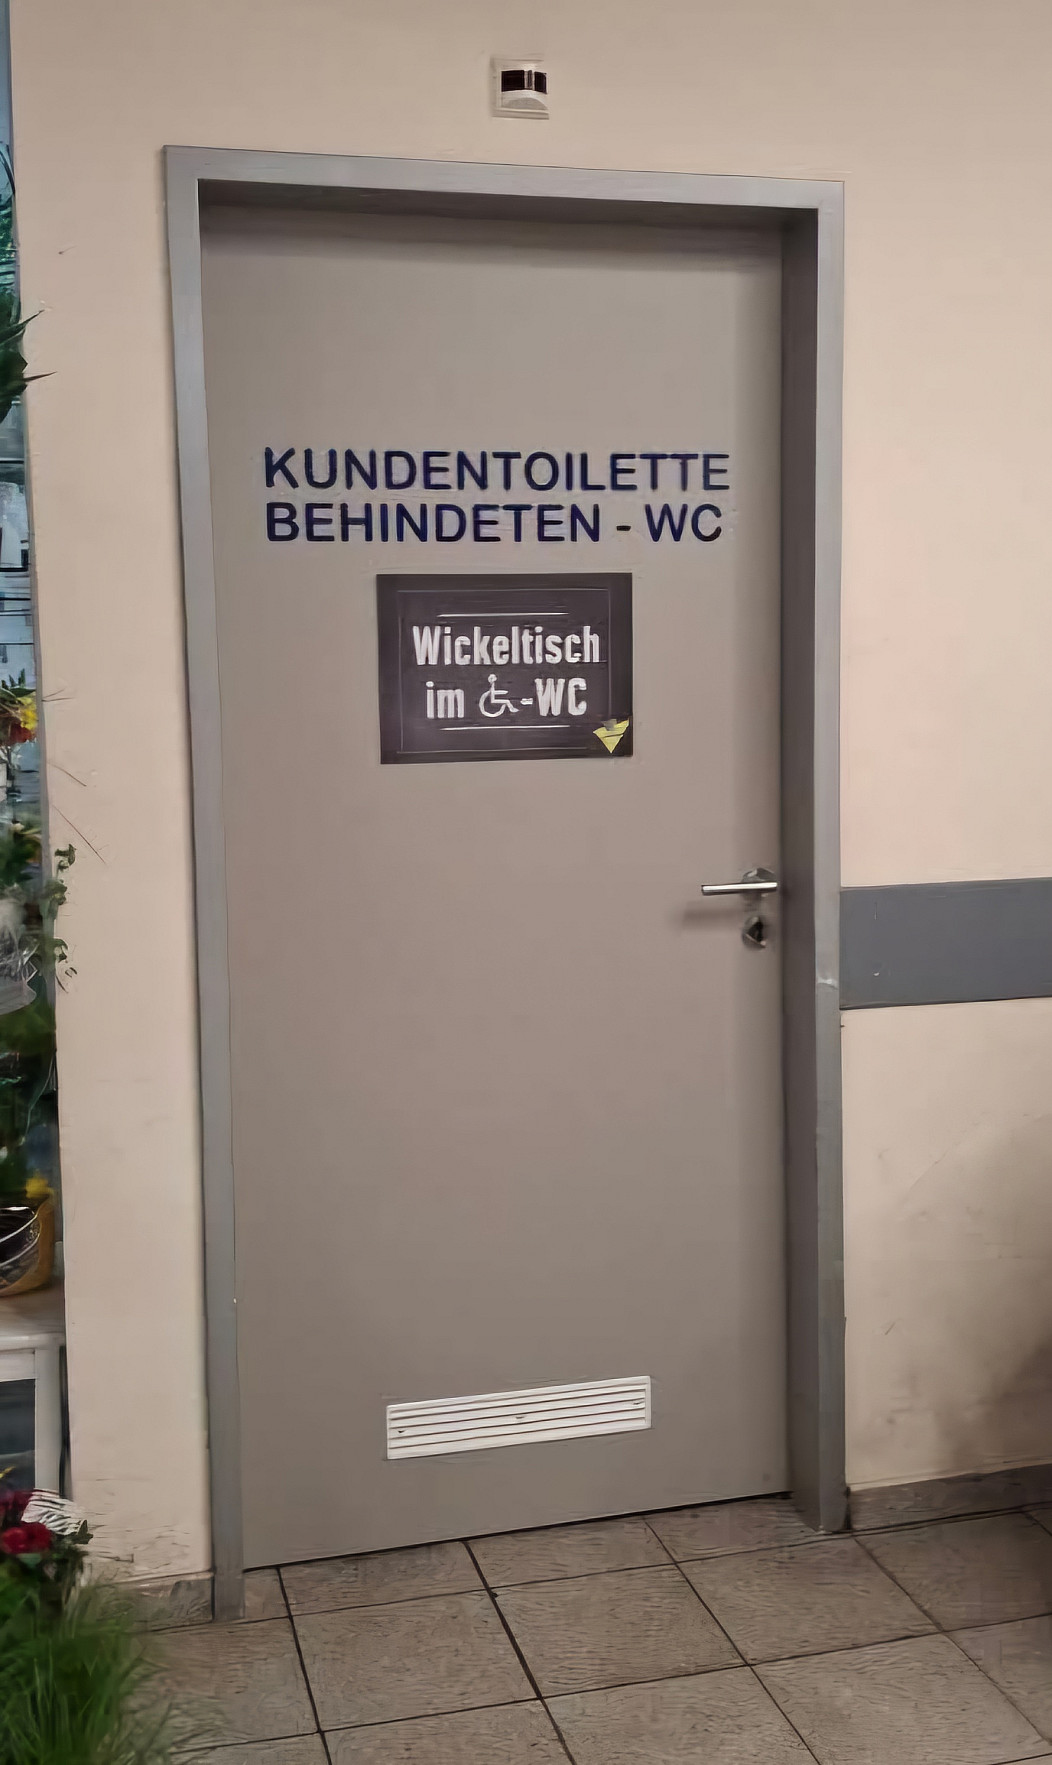 KUNDENTOILETTE
BEHINDETEN - WC
Wickeltisch
im ♿-WC